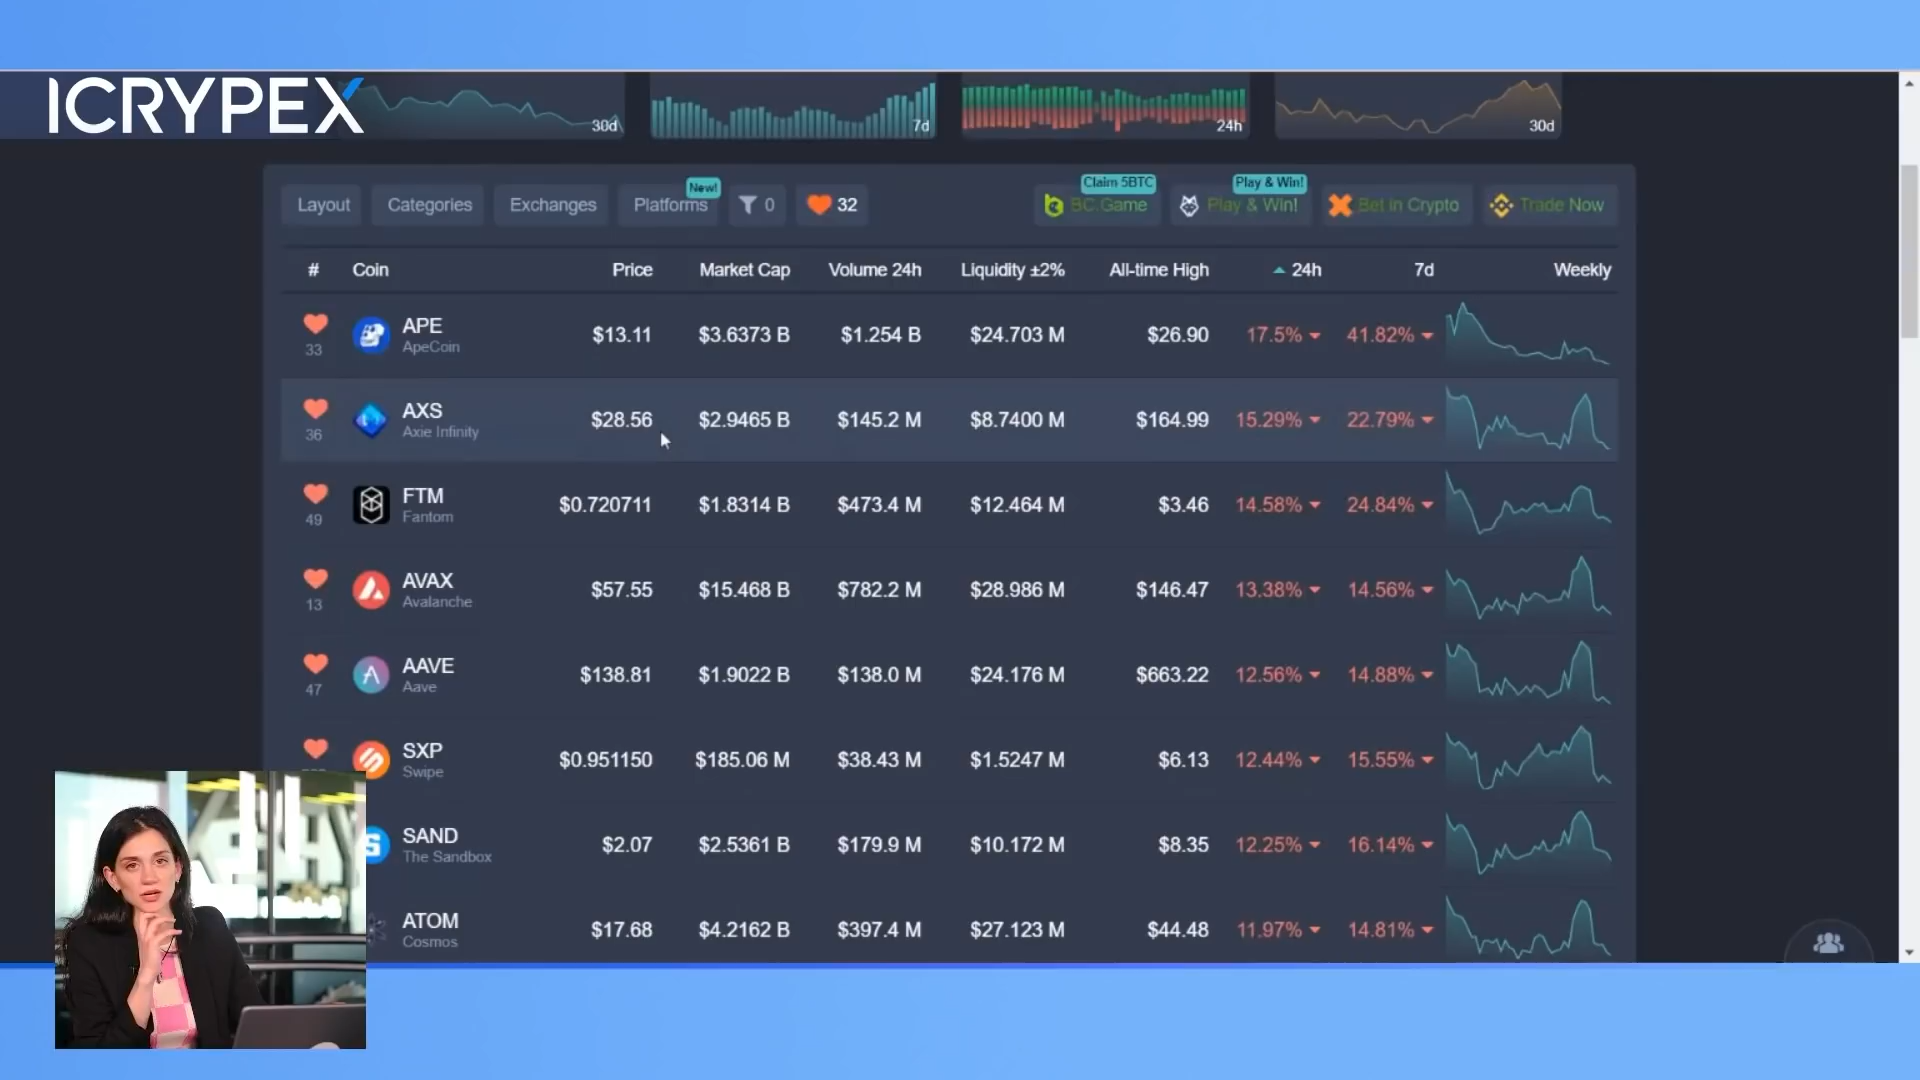 ICRYPEX
30d
7d
24h
30d
Layout
Categories
Exchanges
Platforms
New!
0
32
Claim 5BTC
BC.Game
Play & Win!
Play & Win!
Bet in Crypto
Trade Now
# Coin Price Market Cap Volume 24h Liquidity ±2% All-time High 24h 7d Weekly
33 APE ApeCoin $13.11 $3.6373 B $1.254 B $24.703 M $26.90 17.5% 41.82%
36 AXS Axie Infinity $28.56 $2.9465 B $145.2 M $8.7400 M $164.99 15.29% 22.79%
49 FTM Fantom $0.720711 $1.8314 B $473.4 M $12.464 M $3.46 14.58% 24.84%
13 AVAX Avalanche $57.55 $15.468 B $782.2 M $28.986 M $146.47 13.38% 14.56%
47 AAVE Aave $138.81 $1.9022 B $138.0 M $24.176 M $663.22 12.56% 14.88%
SXP Swipe $0.951150 $185.06 M $38.43 M $1.5247 M $6.13 12.44% 15.55%
SAND The Sandbox $2.07 $2.5361 B $179.9 M $10.172 M $8.35 12.25% 16.14%
ATOM Cosmos $17.68 $4.2162 B $397.4 M $27.123 M $44.48 11.97% 14.81%